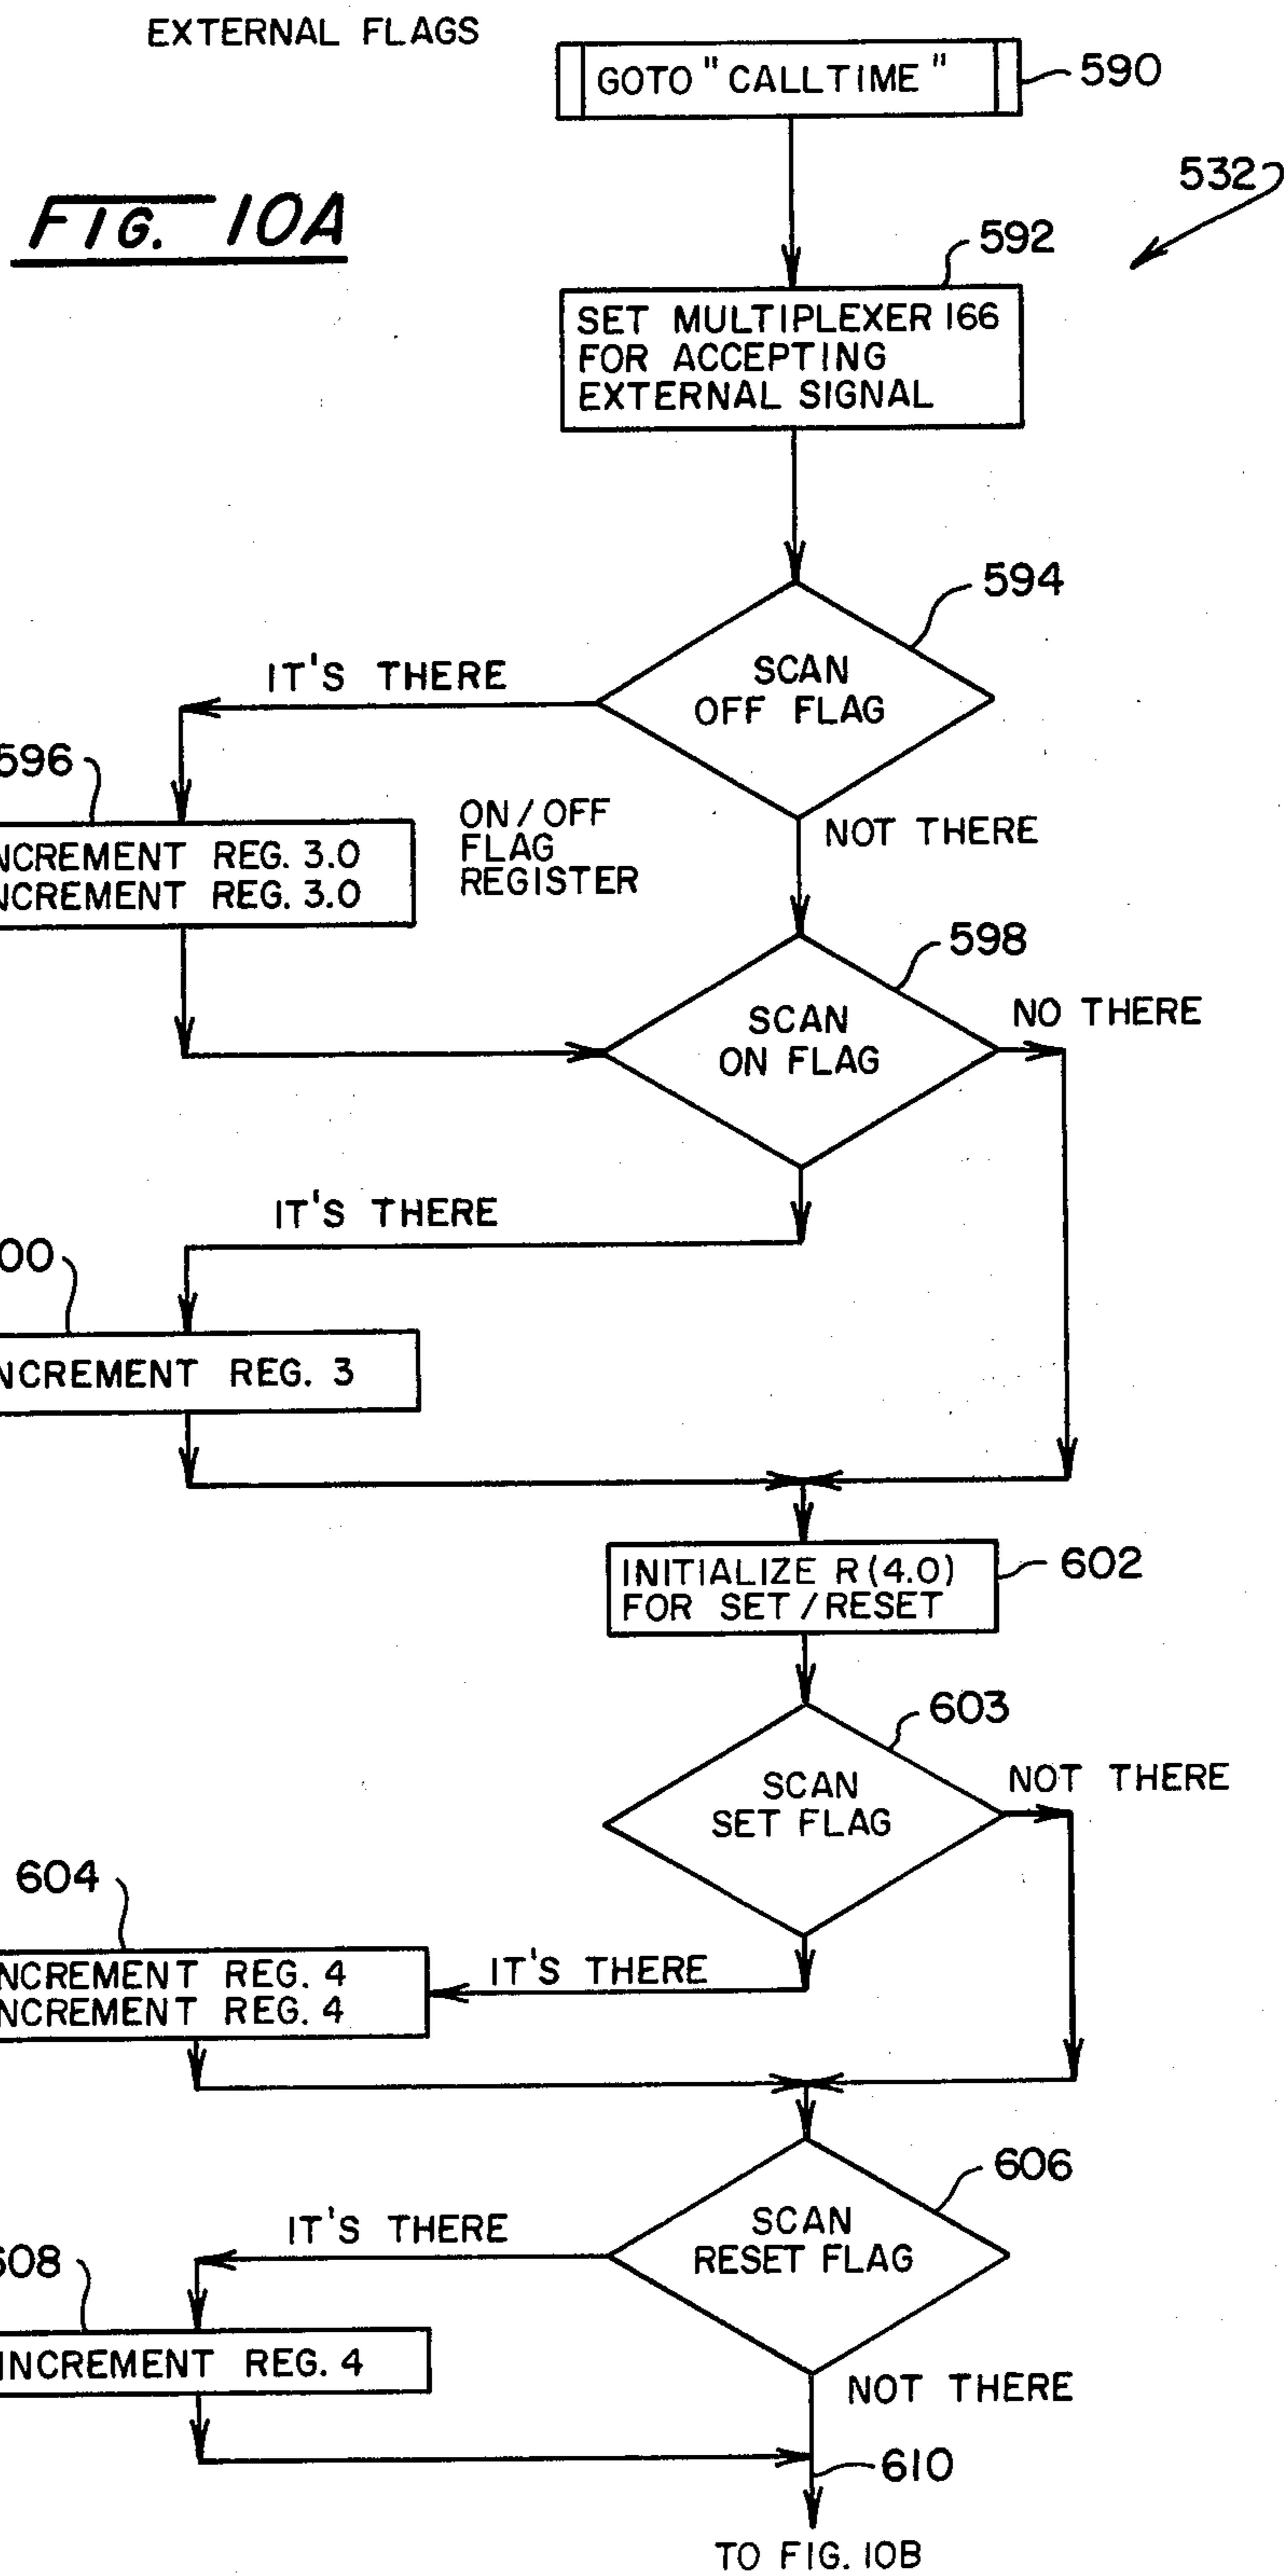 EXTERNAL FLAGS
GOTO "CALLTIME"
590
532
FIG. 10A
592
SET MULTIPLEXER 166
FOR ACCEPTING
EXTERNAL SIGNAL
594
SCAN
OFF FLAG
IT'S THERE
596
NOT THERE
ON/OFF
FLAG
REGISTER
NCREMENT REG. 3.0
NCREMENT REG. 3.0
598
SCAN
ON FLAG
NO THERE
IT'S THERE
00
NCREMENT REG. 3
INITIALIZE R(4.0)
FOR SET/RESET
602
603
SCAN
SET FLAG
NOT THERE
604
NCREMENT REG. 4
NCREMENT REG. 4
IT'S THERE
606
SCAN
RESET FLAG
IT'S THERE
608
INCREMENT REG. 4
NOT THERE
610
TO FIG. 10B